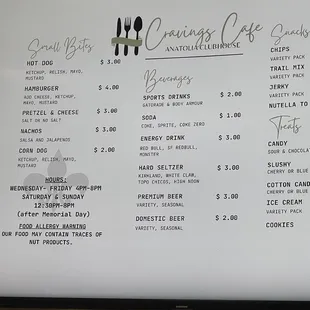 Cravings Cafe
ANATOLIA CLUBHOUSE
Small Bites
HOT DOG $ 3.00
KETCHUP, RELISH, MAYO,
MUSTARD
HAMBURGER $ 4.00
ADD CHEESE, KETCHUP,
MAYO, MUSTARD
PRETZEL & CHEESE $ 3.00
SALT OR NO SALT
NACHOS $ 3.00
SALSA AND JALAPENOS
CORN DOG $ 2.00
KETCHUP, RELISH, MAYO,
MUSTARD
HOURS:
WEDNESDAY- FRIDAY 4PM-8PM
SATURDAY & SUNDAY
12:30PM-8PM
(after Memorial Day)
FOOD ALLERGY WARNING
OUR FOOD MAY CONTAIN TRACES OF
NUT PRODUCTS.
Beverages
SPORTS DRINKS $ 2.00
GATORADE & BODY ARMOUR
SODA $ 1.00
COKE, SPRITE, COKE ZERO
ENERGY DRINK $ 3.00
RED BULL, SF REDBULL,
MONSTER
HARD SELTZER $ 3.00
KIRKLAND, WHITE CLAW,
TOPO CHICOS, HIGH NOON
PREMIUM BEER $ 3.00
VARIETY, SEASONAL
DOMESTIC BEER $ 2.00
VARIETY, SEASONAL
Snacks
CHIPS
VARIETY PACK
TRAIL MIX
VARIETY PACK
JERKY
VARIETY PACK
NUTELLA TO
Treats
CANDY
SOUR & CHOCOLA
SLUSHY
CHERRY OR BLUE
COTTON CAND
CHERRY OR BLUE
ICE CREAM
VARIETY PACK
COOKIES